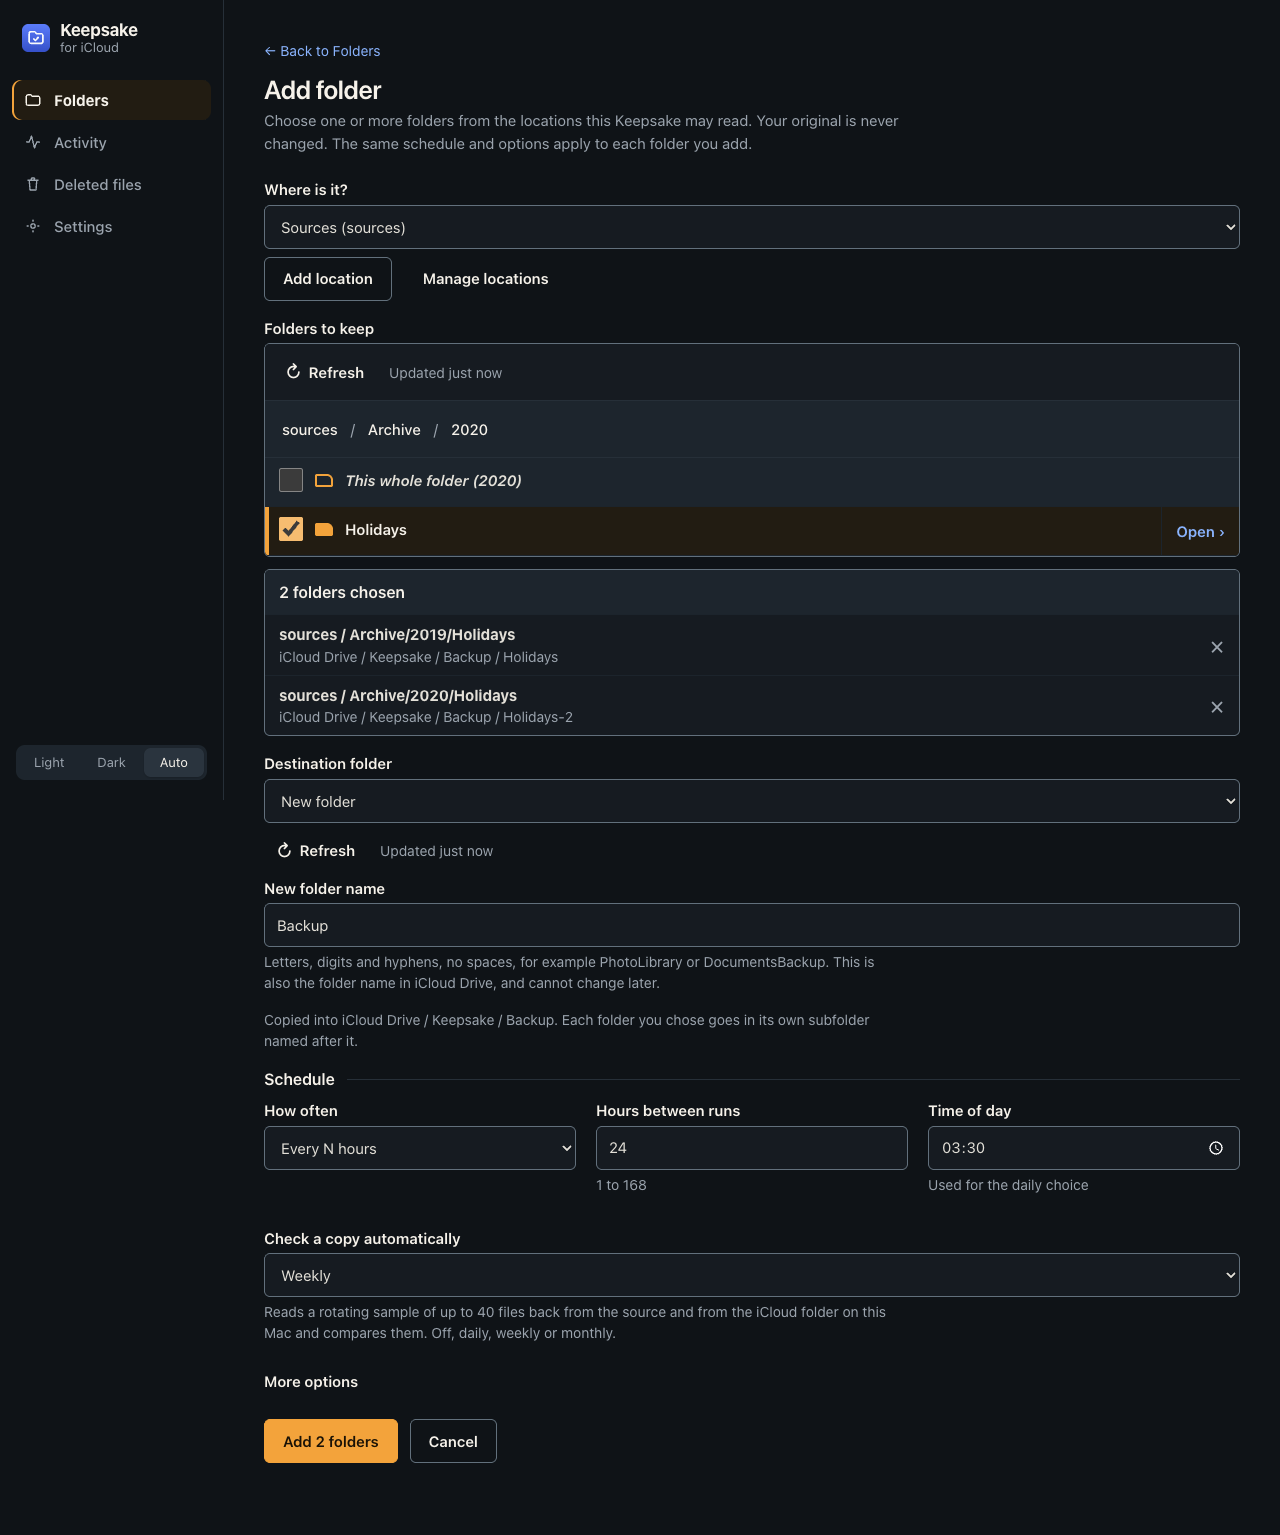 Keepsake
for iCloud
Folders
Activity
Deleted files
Settings
Light Dark Auto
← Back to Folders
Add folder
Choose one or more folders from the locations this Keepsake may read. Your original is never
changed. The same schedule and options apply to each folder you add.
Where is it?
Sources (sources)
Add location Manage locations
Folders to keep
Refresh Updated just now
sources / Archive / 2020
This whole folder (2020)
Holidays Open ›
2 folders chosen
sources / Archive/2019/Holidays
iCloud Drive / Keepsake / Backup / Holidays
sources / Archive/2020/Holidays
iCloud Drive / Keepsake / Backup / Holidays-2
Destination folder
New folder
Refresh Updated just now
New folder name
Backup
Letters, digits and hyphens, no spaces, for example PhotoLibrary or DocumentsBackup. This is
also the folder name in iCloud Drive, and cannot change later.
Copied into iCloud Drive / Keepsake / Backup. Each folder you chose goes in its own subfolder
named after it.
Schedule
How often Hours between runs Time of day
Every N hours 24 03:30
1 to 168 Used for the daily choice
Check a copy automatically
Weekly
Reads a rotating sample of up to 40 files back from the source and from the iCloud folder on this
Mac and compares them. Off, daily, weekly or monthly.
More options
Add 2 folders Cancel